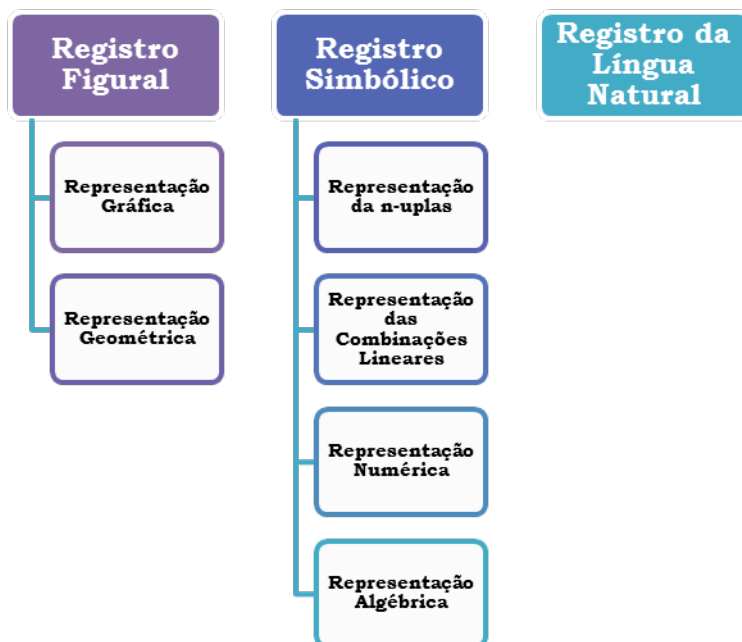 Registro
Figural
Representação
Gráfica
Representação
Geométrica
Registro
Simbólico
Representação
da n-uplas
Representação
das
Combinações
Lineares
Representação
Numérica
Representação
Algébrica
Registro da
Língua
Natural